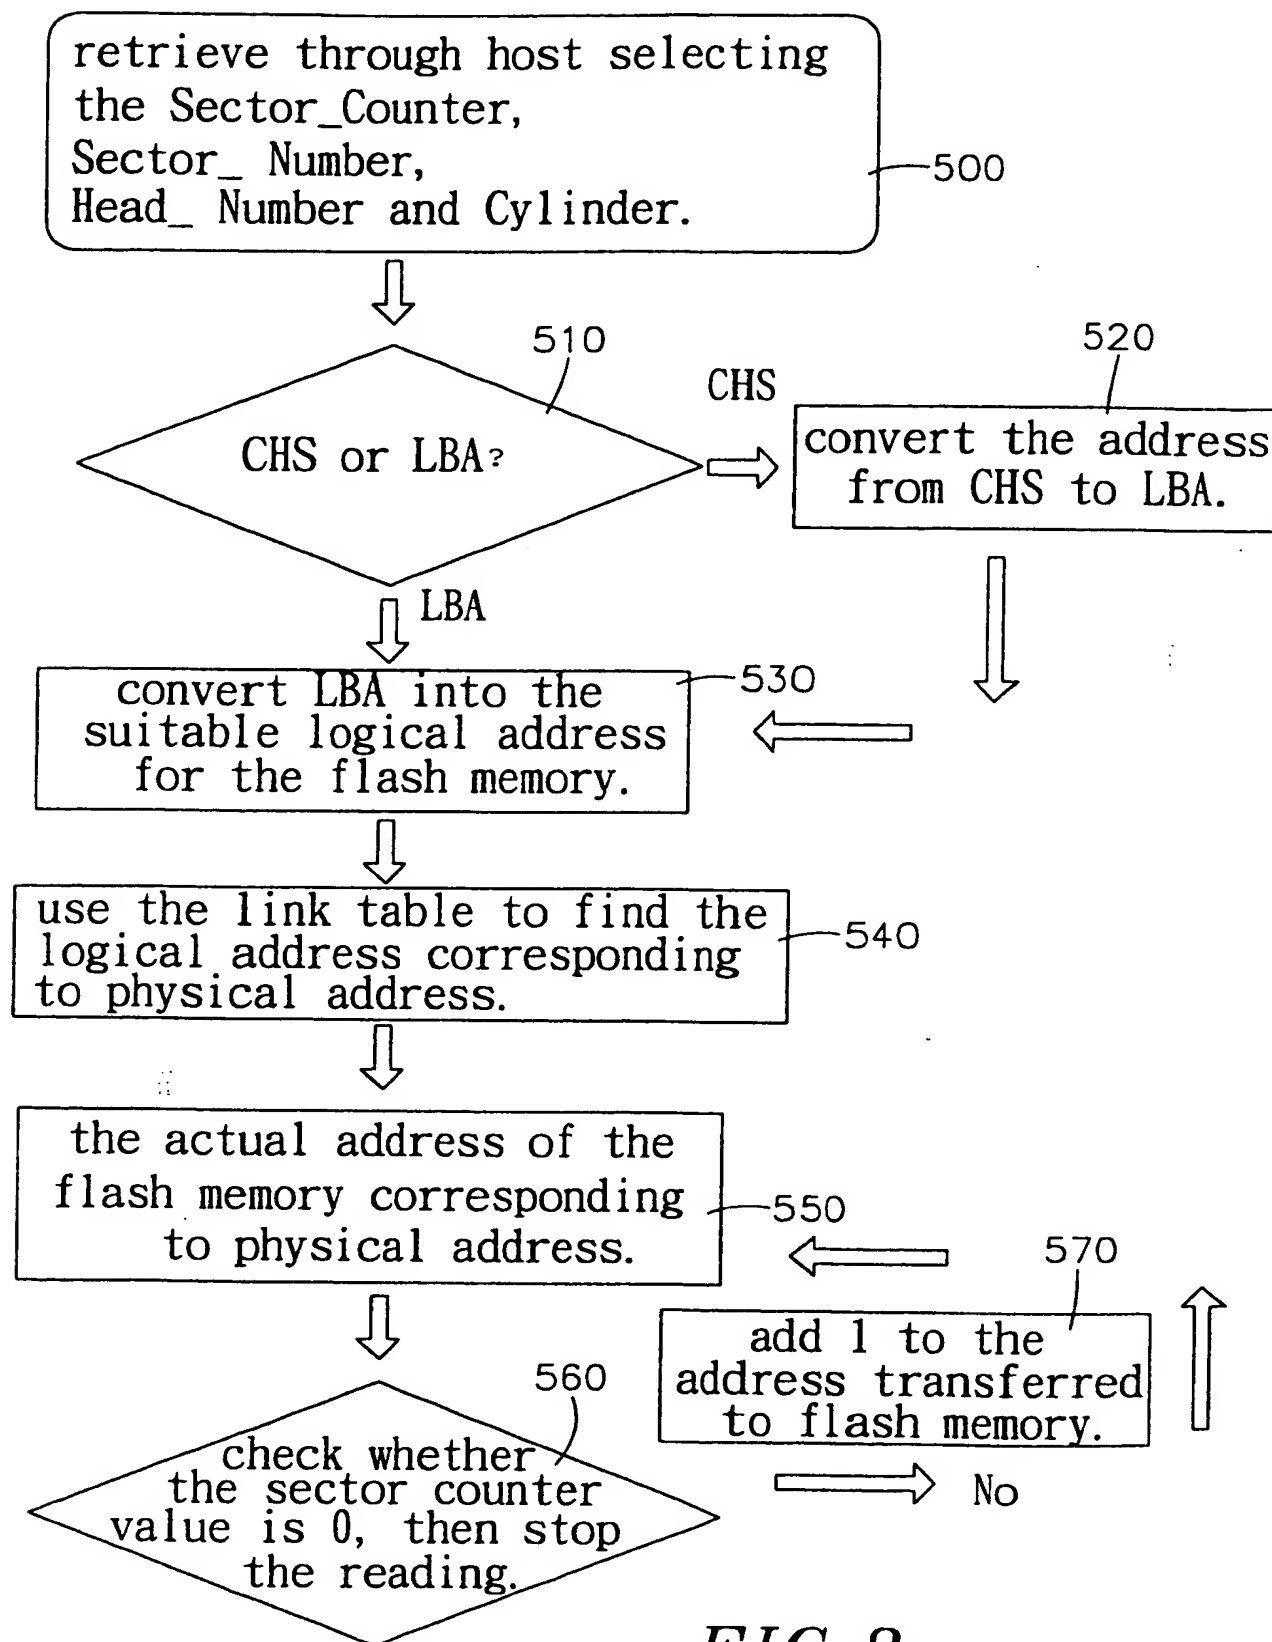 retrieve through host selecting
the Sector_Counter,
Sector_ Number,
Head_ Number and Cylinder.
500
510
CHS or LBA?
CHS
520
convert the address
from CHS to LBA.
LBA
530
convert LBA into the
suitable logical address
for the flash memory.
use the link table to find the
logical address corresponding
to physical address.
540
the actual address of the
flash memory corresponding
to physical address.
550
570
add 1 to the
address transferred
to flash memory.
560
check whether
the sector counter
value is 0, then stop
the reading.
No